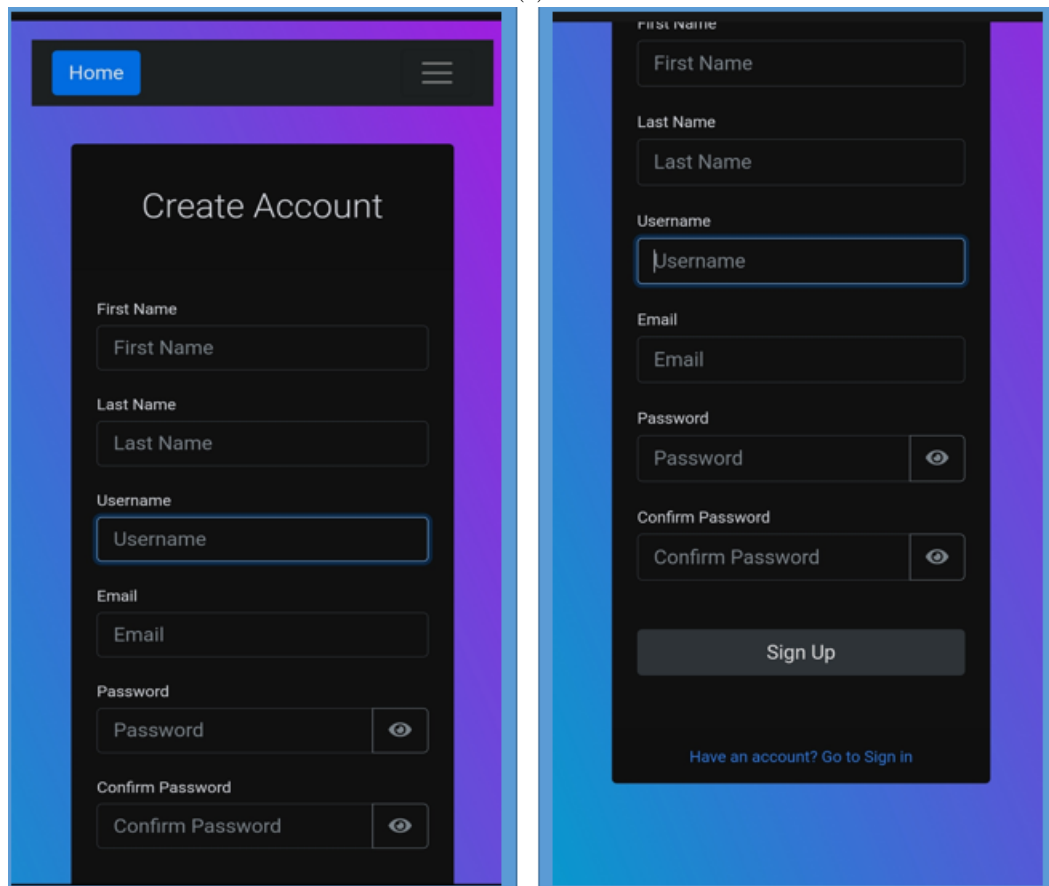 Home
Create Account
First Name
First Name
Last Name
Last Name
Username
Username
Email
Email
Password
Password
Confirm Password
Confirm Password
First Name
First Name
Last Name
Last Name
Username
Username
Email
Email
Password
Password
Confirm Password
Confirm Password
Sign Up
Have an account? Go to Sign in